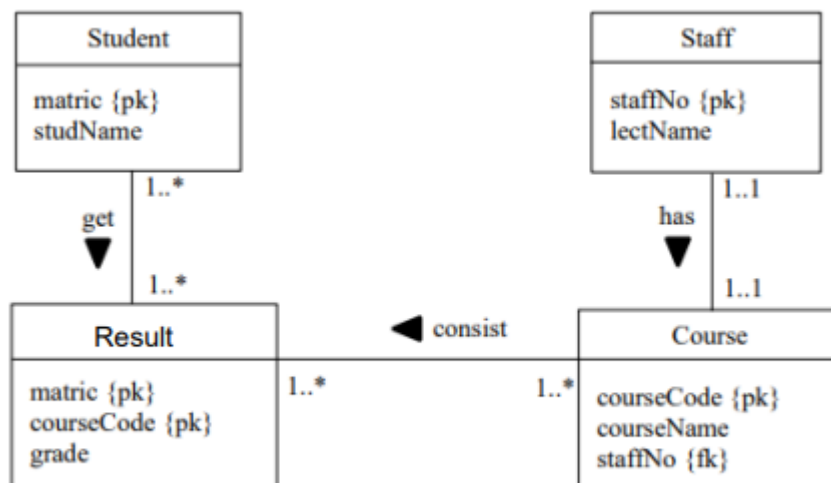 Student
matric {pk}
studName
Staff
staffNo {pk}
lectName
1..*
get
1..*
1..1
has
1..1
Result
matric {pk}
courseCode {pk}
grade
consist
1..*
1..*
Course
courseCode {pk}
courseName
staffNo {fk}